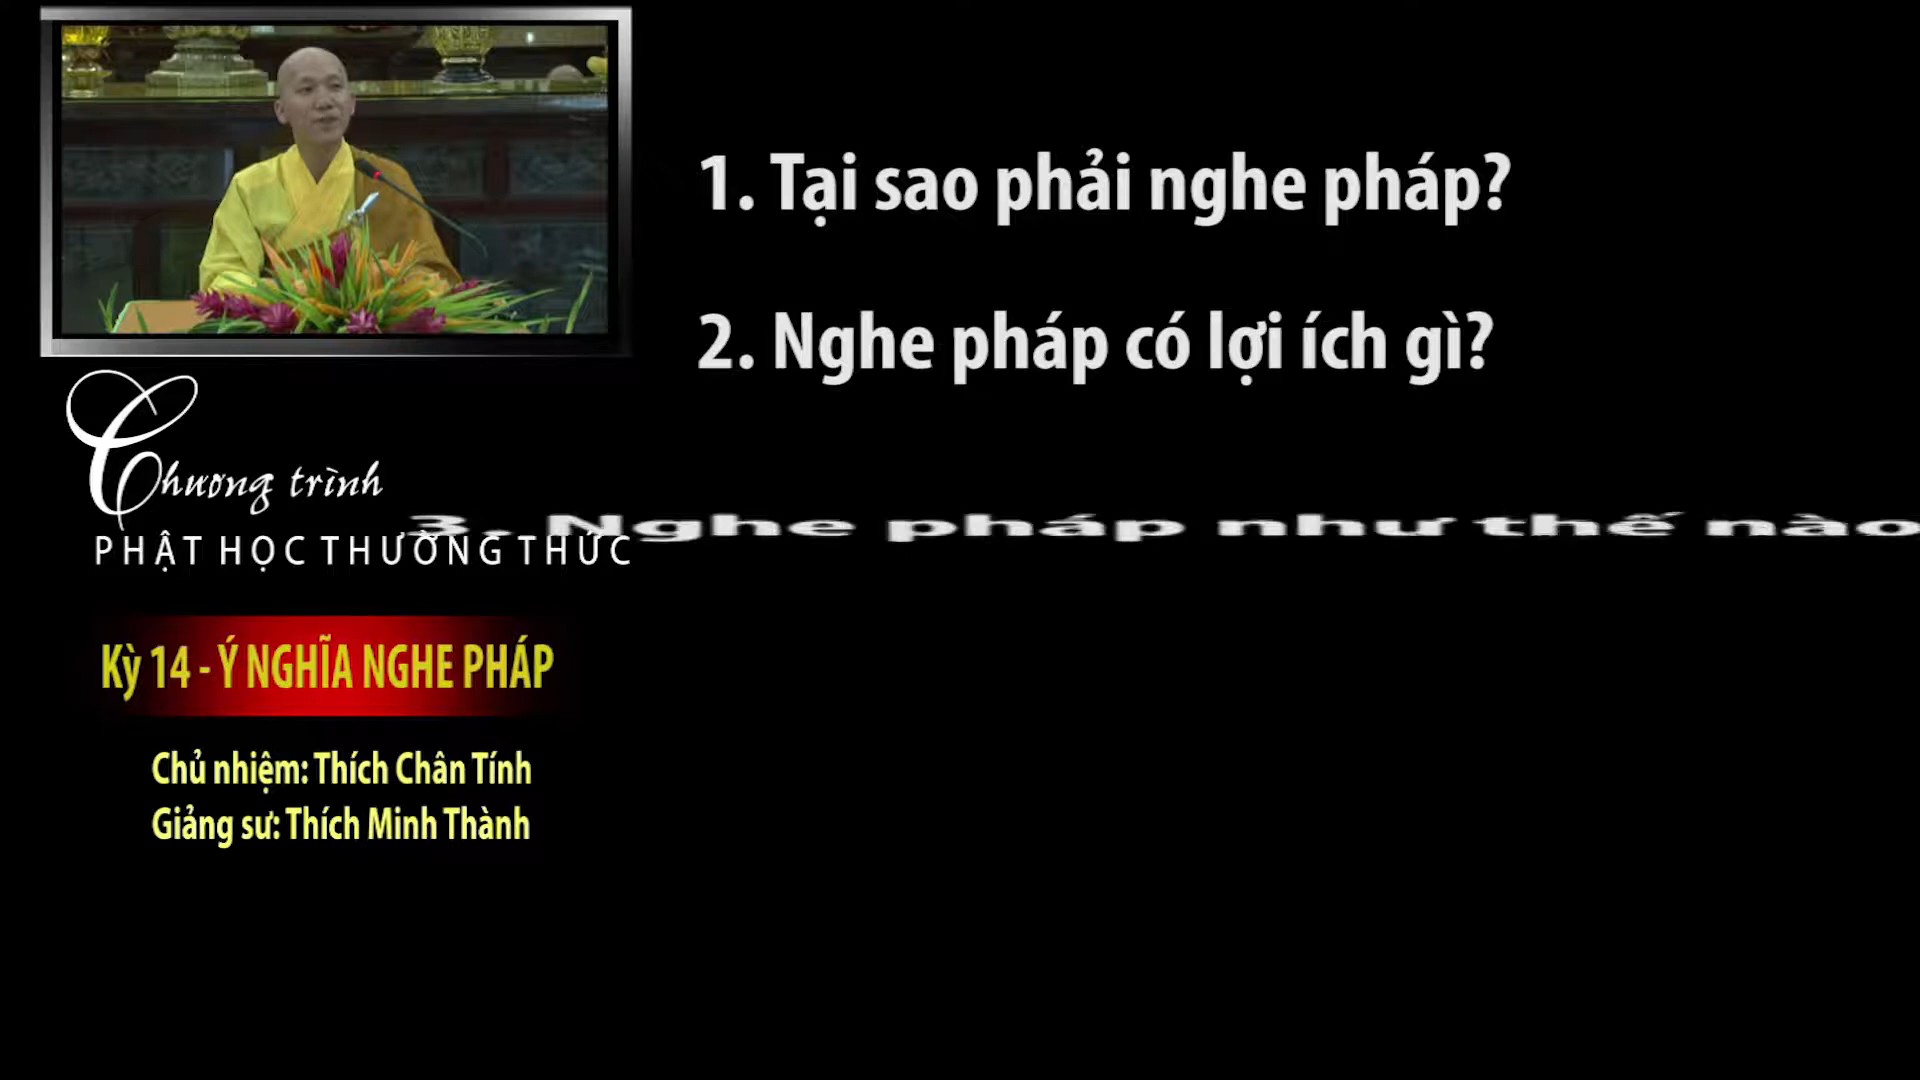 1. Tại sao phải nghe pháp?
2. Nghe pháp có lợi ích gì?
3. Nghe pháp như thế nào
Chương trình
PHẬT HỌC THƯỜNG THỨC
Kỳ 14 - Ý NGHĨA NGHE PHÁP
Chủ nhiệm: Thích Chân Tính
Giảng sư: Thích Minh Thành